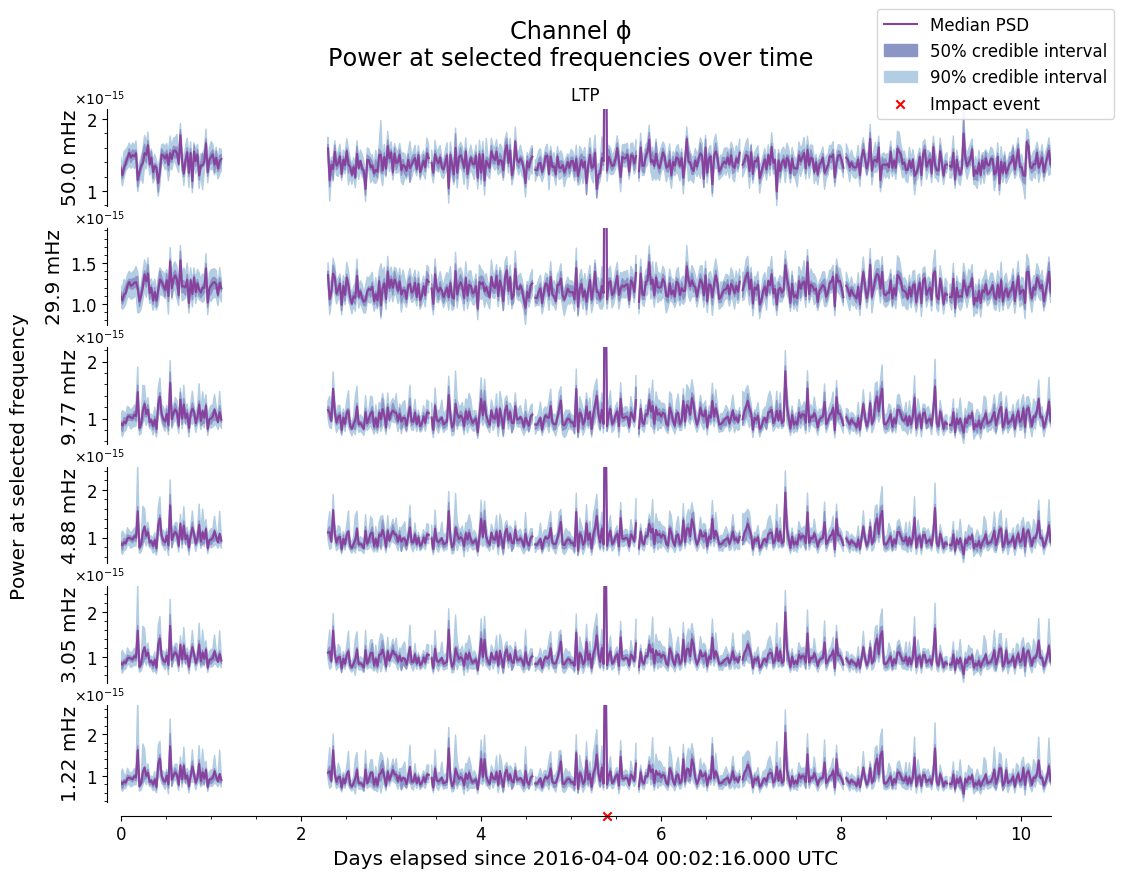 Channel ϕ
Power at selected frequencies over time
LTP
Median PSD
50% credible interval
90% credible interval
Impact event
Power at selected frequency
×10⁻¹⁵
50.0 mHz
2
1
×10⁻¹⁵
29.9 mHz
1.5
1.0
×10⁻¹⁵
9.77 mHz
2
1
×10⁻¹⁵
4.88 mHz
2
1
×10⁻¹⁵
3.05 mHz
2
1
×10⁻¹⁵
1.22 mHz
2
1
0 2 4 6 8 10
Days elapsed since 2016-04-04 00:02:16.000 UTC